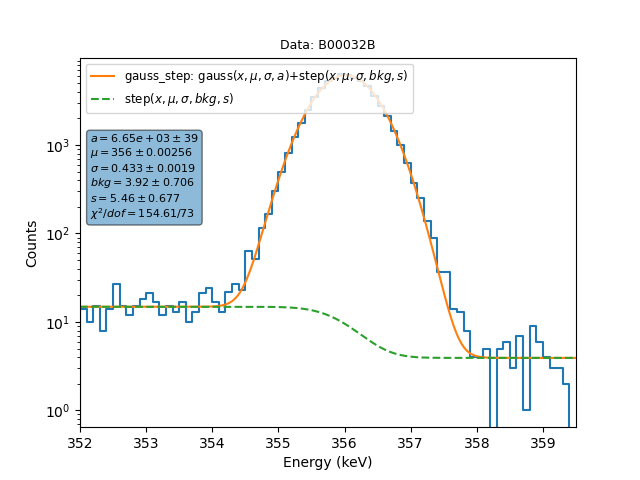 Data: B00032B
gauss_step: gauss(x, μ, σ, a)+step(x, μ, σ, bkg, s)
step(x, μ, σ, bkg, s)
a = 6.65e + 03 ± 39
μ = 356 ± 0.00256
σ = 0.433 ± 0.0019
bkg = 3.92 ± 0.706
s = 5.46 ± 0.677
χ²/dof = 154.61/73
Counts
10³
10²
10¹
10⁰
352 353 354 355 356 357 358 359
Energy (keV)